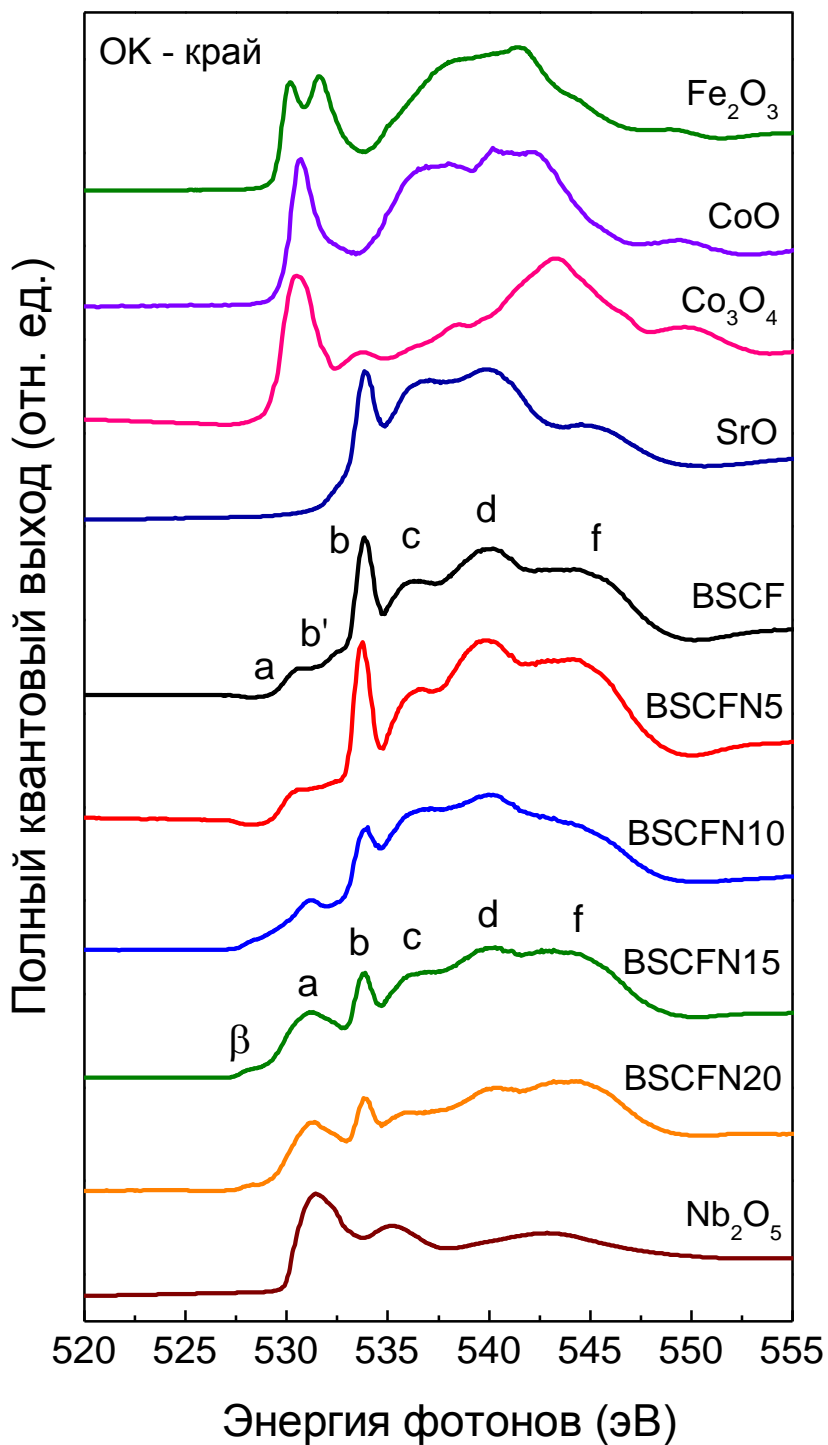 OK - край
Fe₂O₃
CoO
Co₃O₄
SrO
b c d f
BSCF
a b'
BSCFN5
BSCFN10
b c d f
BSCFN15
β a
BSCFN20
Nb₂O₅
Полный квантовый выход (отн. ед.)
520 525 530 535 540 545 550 555
Энергия фотонов (эВ)